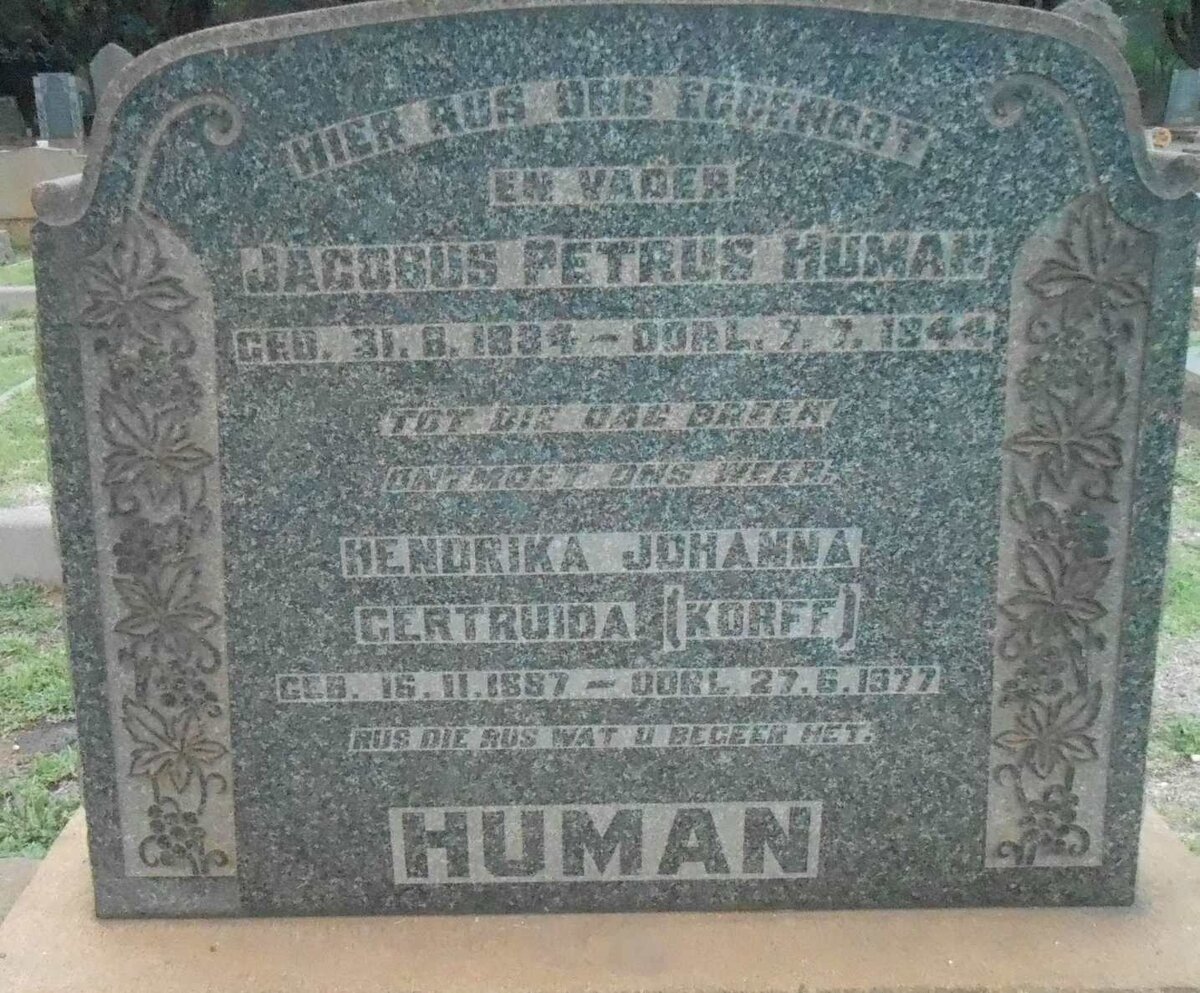 HIER RUS ONS EGGENOOT
EN VADER
JACOBUS PETRUS HUMAN
GEB. 31. 8. 1884 – OORL. 7. 7. 1944
TOT DIE DAG BREEK
ONTMOET ONS WEER.
HENDRIKA JOHANNA
GERTRUIDA (KORFF)
GEB. 16. 11. 1887 – OORL. 27. 6. 1977
RUS DIE RUS WAT U BEGEER HET.
HUMAN